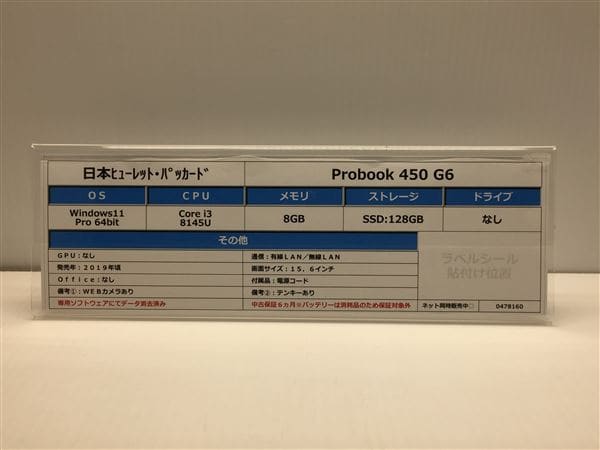 日本ﾋｭｰﾚｯﾄ･ﾊﾟｯｶｰﾄﾞ Probook 450 G6
ＯＳ ＣＰＵ メモリ ストレージ ドライブ
Windows11 Pro 64bit Core i3 8145U 8GB SSD:128GB なし
その他
ＧＰＵ：なし 通信：有線ＬＡＮ／無線ＬＡＮ
発売年：２０１９年頃 画面サイズ：１５．６インチ
Ｏｆｆｉｃｅ：なし 付属品：電源コード
備考①：ＷＥＢカメラあり 備考②：テンキーあり
専用ソフトウェアにてデータ消去済み 中古保証６ヵ月※バッテリーは消耗品のため保証対象外
ラベルシール
貼付け位置
ネット同時販売中□ 0479160